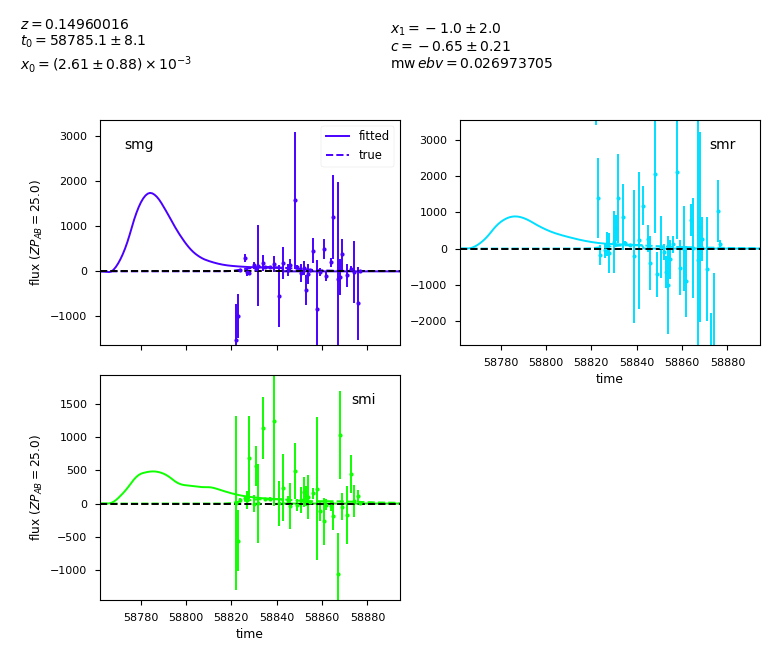 z = 0.14960016
t0 = 58785.1 ± 8.1
x0 = (2.61 ± 0.88) × 10^−3
x1 = −1.0 ± 2.0
c = −0.65 ± 0.21
mw ebv = 0.026973705
smg
fitted
true
3000
2000
1000
0
−1000
flux (ZP_AB = 25.0)
smr
3000
2000
1000
0
−1000
−2000
58780 58800 58820 58840 58860 58880
time
smi
1500
1000
500
0
−500
−1000
flux (ZP_AB = 25.0)
58780 58800 58820 58840 58860 58880
time